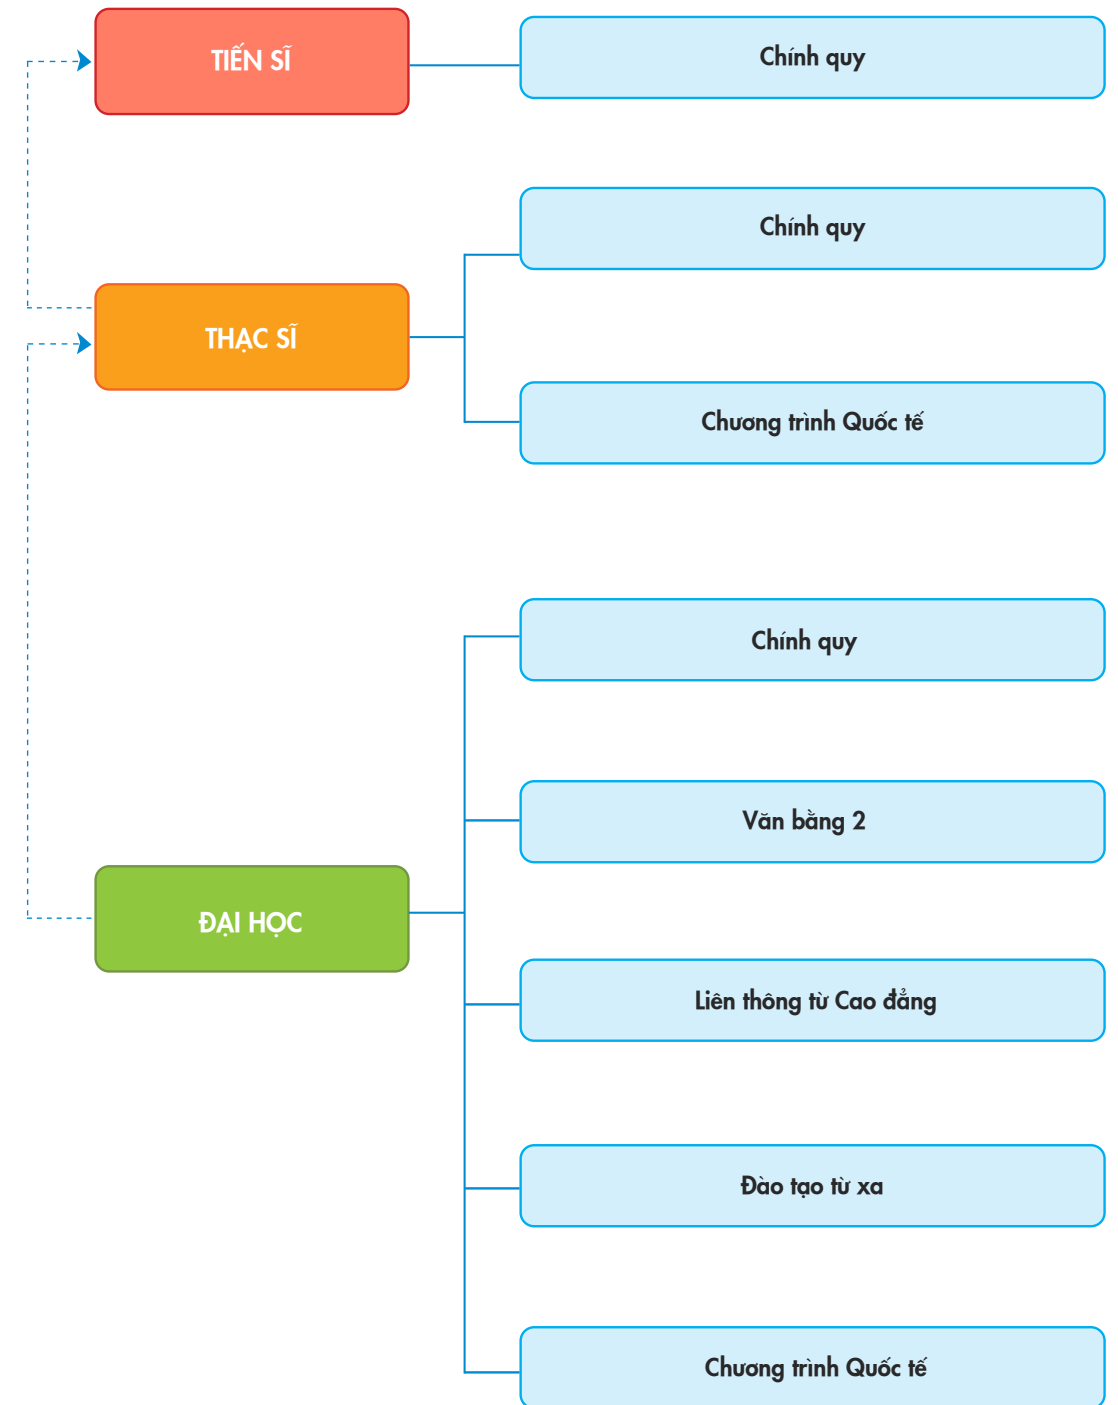 TIẾN SĨ
Chính quy
THẠC SĨ
Chính quy
Chương trình Quốc tế
ĐẠI HỌC
Chính quy
Văn bằng 2
Liên thông từ Cao đẳng
Đào tạo từ xa
Chương trình Quốc tế